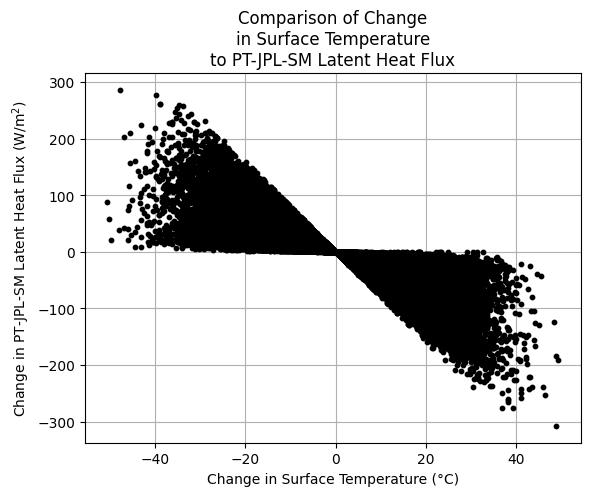 Comparison of Change
in Surface Temperature
to PT-JPL-SM Latent Heat Flux
Change in PT-JPL-SM Latent Heat Flux (W/m²)
300
200
100
0
−100
−200
−300
−40
−20
0
20
40
Change in Surface Temperature (°C)